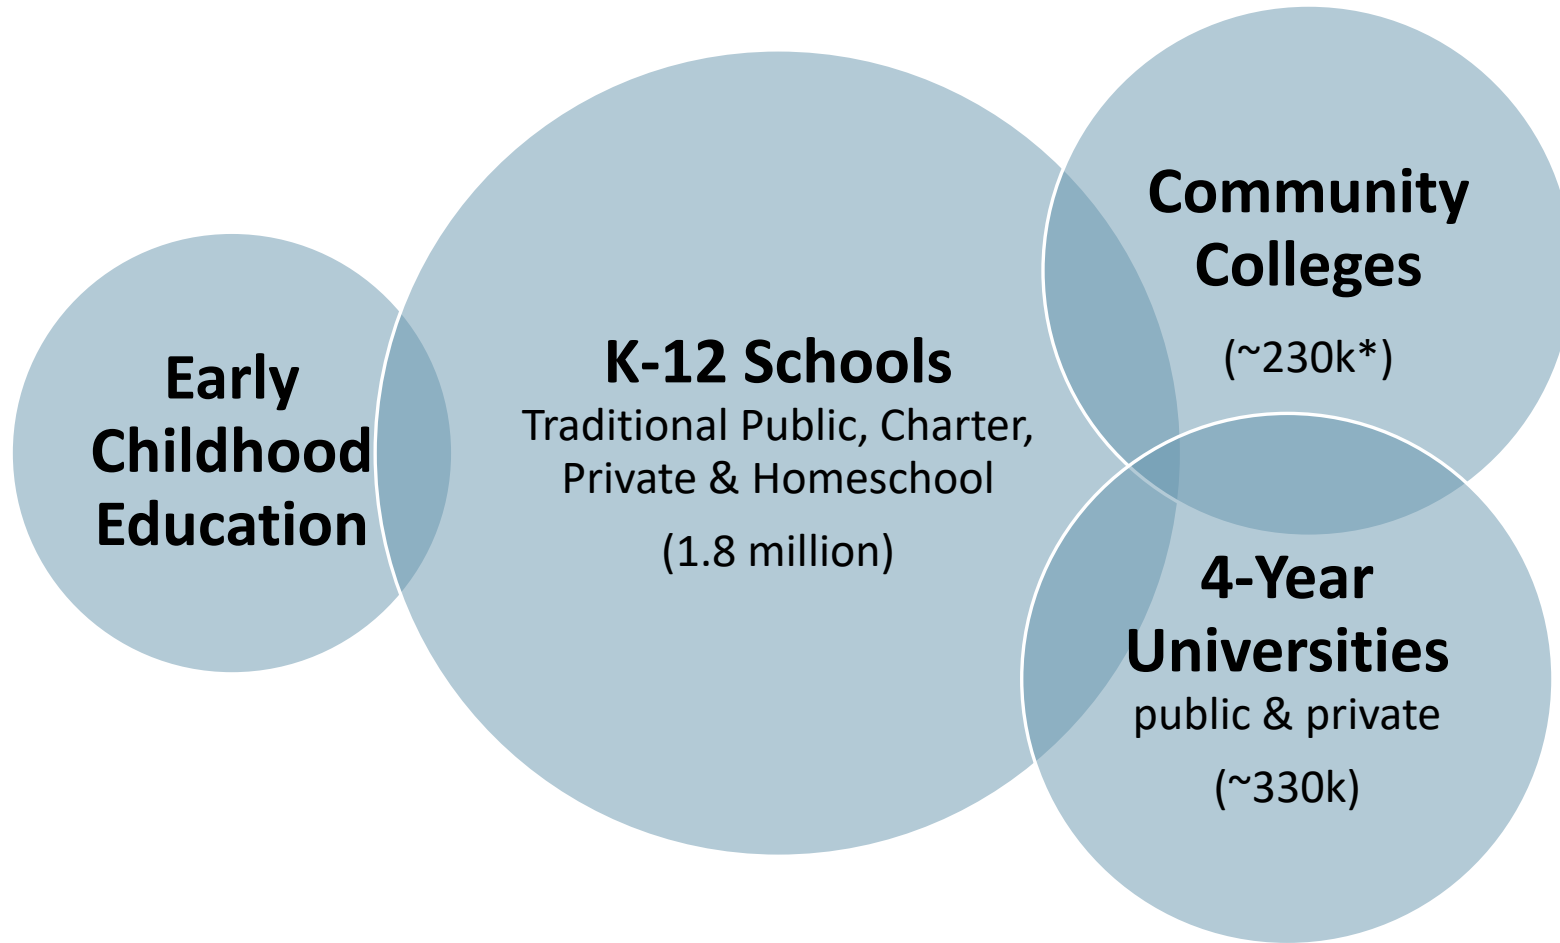 Early
Childhood
Education
K-12 Schools
Traditional Public, Charter,
Private & Homeschool
(1.8 million)
Community
Colleges
(~230k*)
4-Year
Universities
public & private
(~330k)